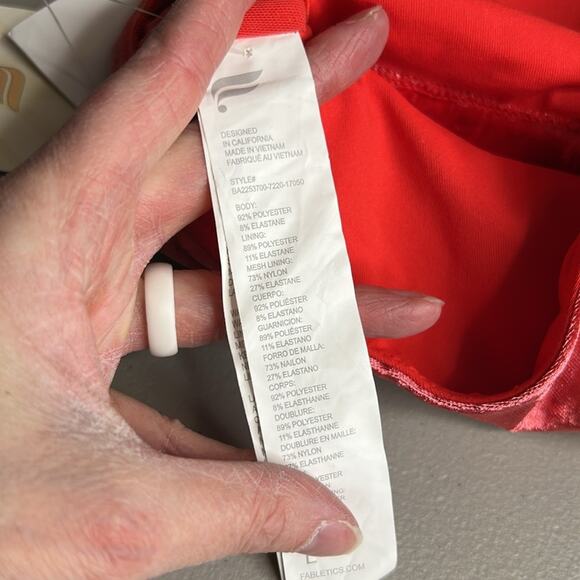 DESIGNED
IN CALIFORNIA
MADE IN VIETNAM
FABRIQUÉ AU VIETNAM
STYLE#
BA2253700-7220-17050
BODY:
92% POLYESTER
8% ELASTANE
LINING:
89% POLYESTER
11% ELASTANE
MESH LINING:
73% NYLON
27% ELASTANE
CUERPO:
92% POLIÉSTER
8% ELASTANO
GUARNICION:
89% POLIÉSTER
11% ELASTANO
FORRO DE MALLA:
73% NAILON
27% ELASTANO
CORPS:
92% POLYESTER
8% ELASTHANNE
DOUBLURE:
89% POLYESTER
11% ELASTHANNE
DOUBLURE EN MAILLE:
73% NYLON
ELASTHANNE
FABLETICS.COM